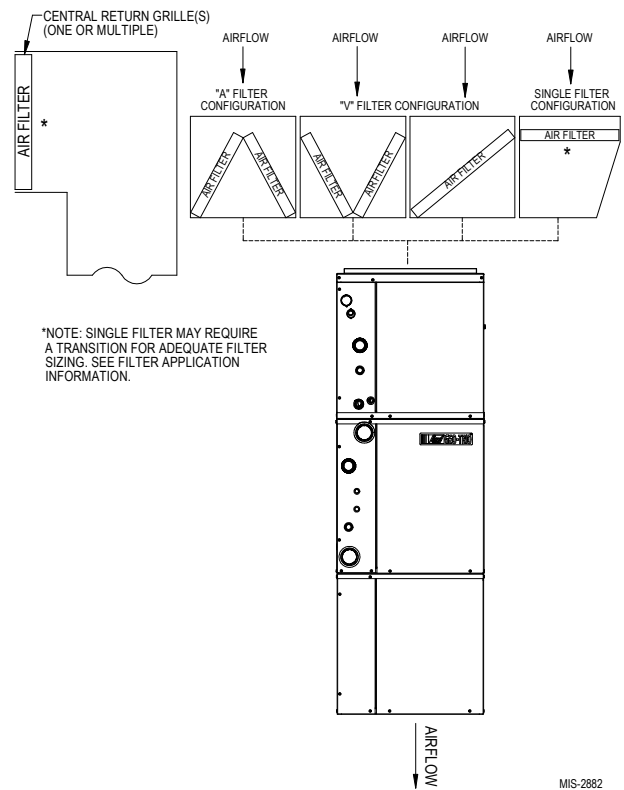 CENTRAL RETURN GRILLE(S)
(ONE OR MULTIPLE)
AIR FILTER
*
AIRFLOW
AIRFLOW
AIRFLOW
AIRFLOW
"A" FILTER
CONFIGURATION
"V" FILTER CONFIGURATION
SINGLE FILTER
CONFIGURATION
AIR FILTER
AIR FILTER
AIR FILTER
AIR FILTER
AIR FILTER
AIR FILTER
*
*NOTE: SINGLE FILTER MAY REQUIRE
A TRANSITION FOR ADEQUATE FILTER
SIZING. SEE FILTER APPLICATION
INFORMATION.
AIRFLOW
MIS-2882